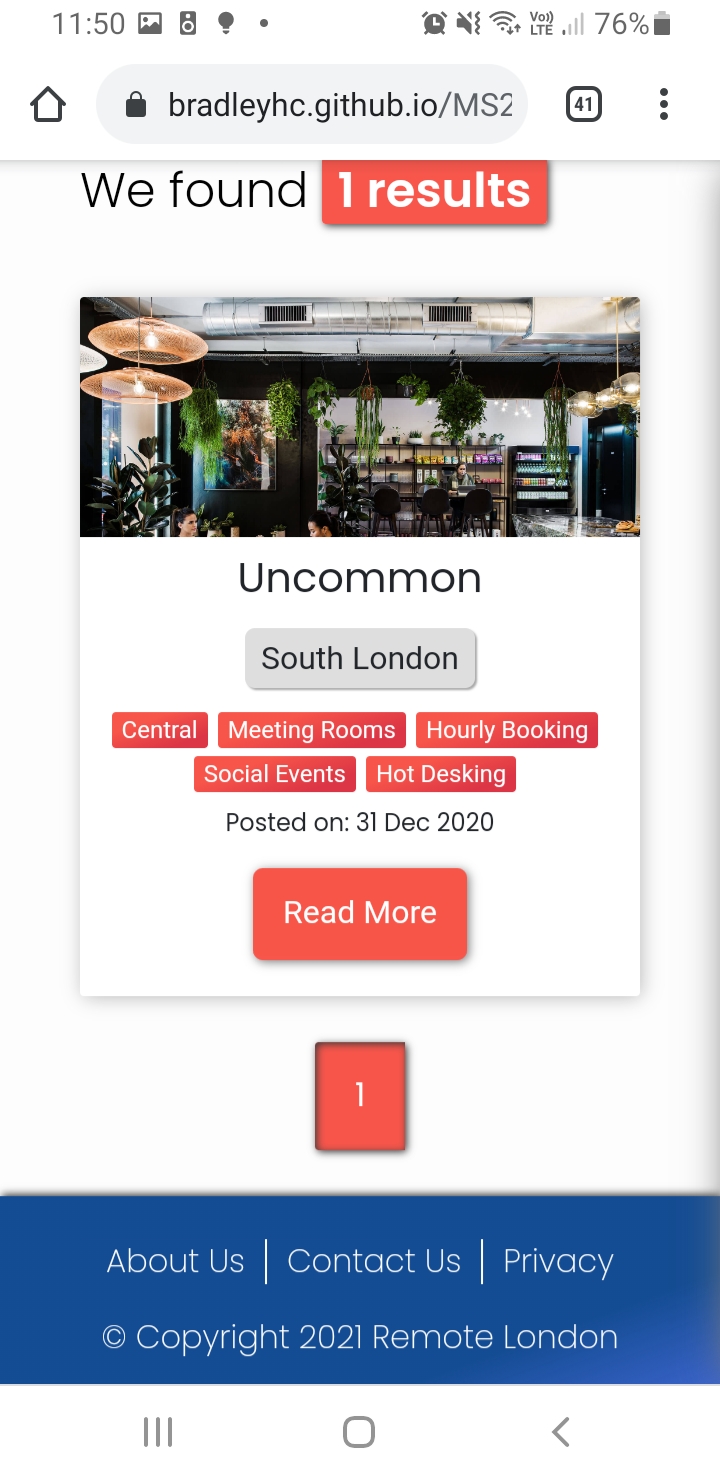 11:50 Vo)) LTE 76%
bradleyhc.github.io/MS2 41
We found 1 results
Uncommon
South London
Central Meeting Rooms Hourly Booking
Social Events Hot Desking
Posted on: 31 Dec 2020
Read More
1
About Us | Contact Us | Privacy
© Copyright 2021 Remote London